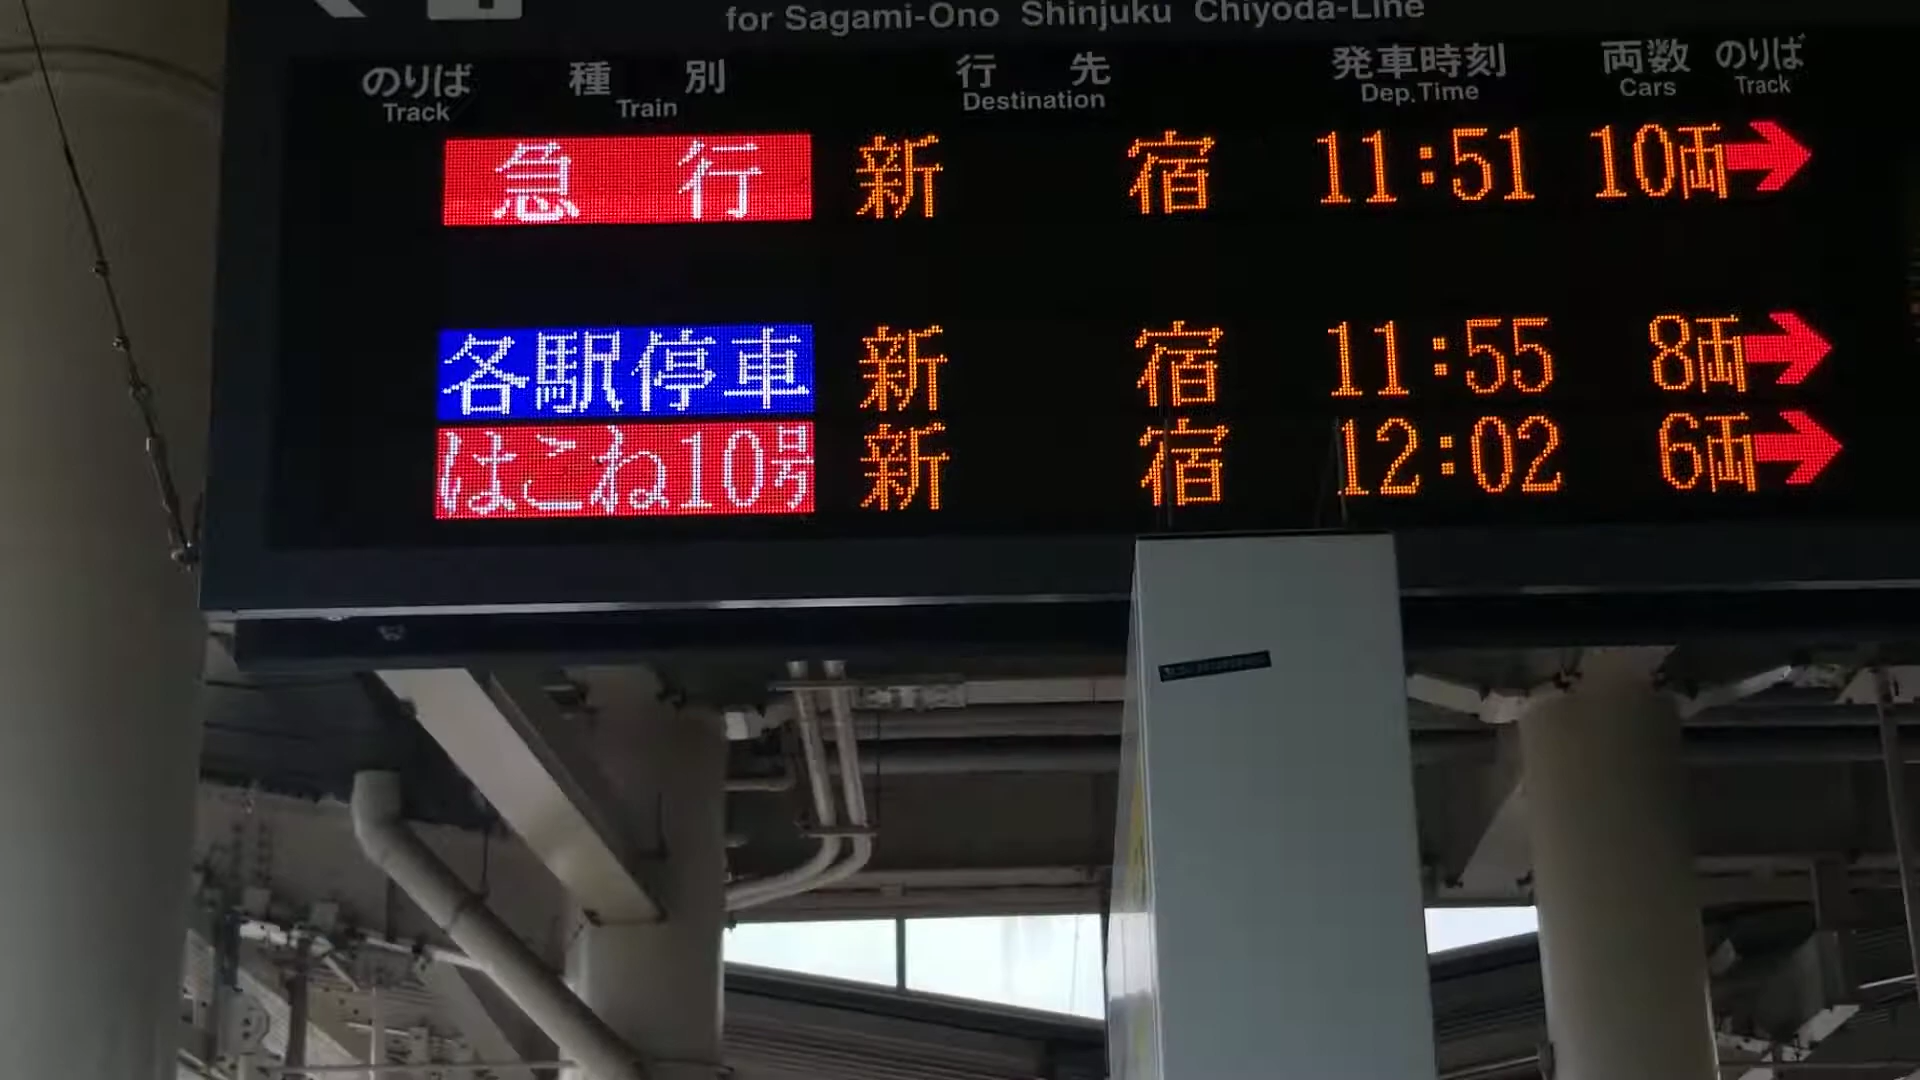 for Sagami-Ono Shinjuku Chiyoda-Line
のりば 種別 行先 発車時刻 両数 のりば
Track Train Destination Dep.Time Cars Track
急行 新宿 11:51 10両
各駅停車 新宿 11:55 8両
はこね10号 新宿 12:02 6両